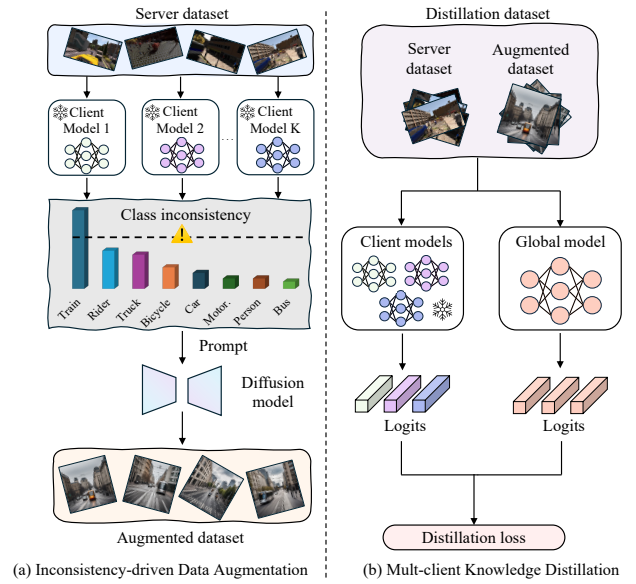 Server dataset
Client
Model 1
Client
Model 2
...
Client
Model K
Class inconsistency
Train
Rider
Truck
Bicycle
Car
Motor.
Person
Bus
Prompt
Diffusion
model
Augmented dataset
(a) Inconsistency-driven Data Augmentation
Distillation dataset
Server
dataset
Augmented
dataset
Client models
Global model
Logits
Logits
Distillation loss
(b) Mult-client Knowledge Distillation